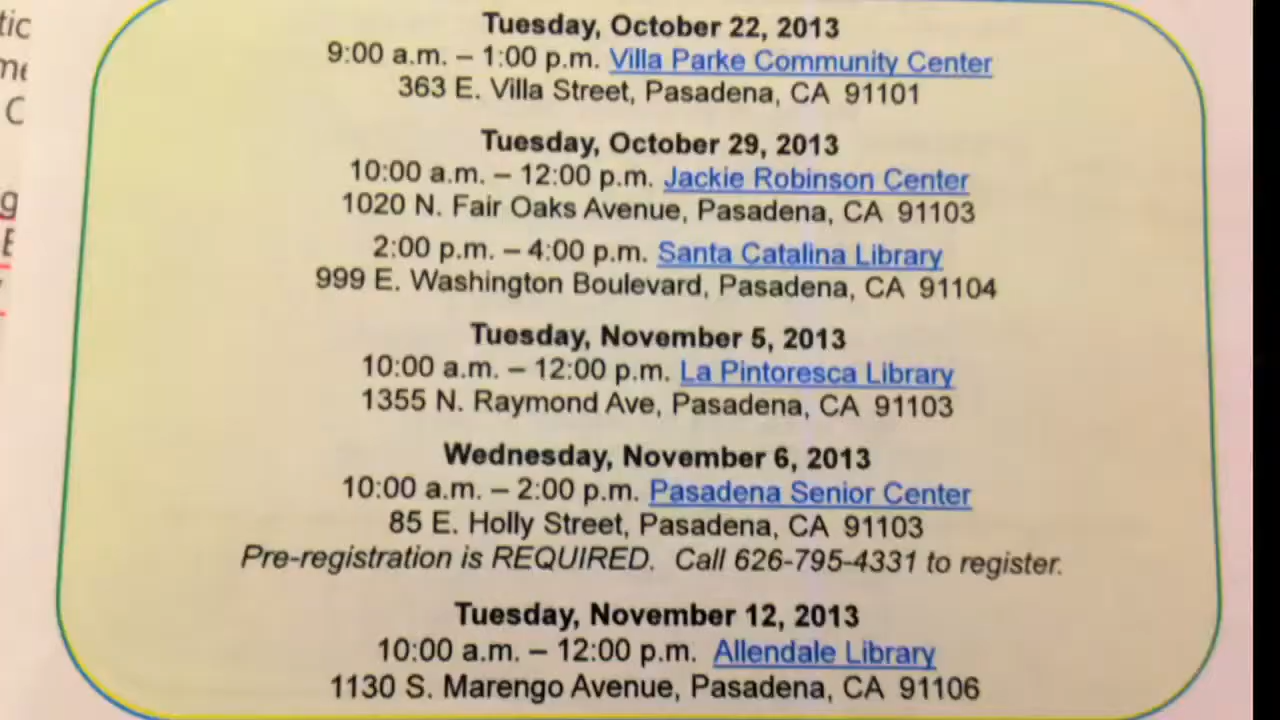 tic
me
C
g
E
Tuesday, October 22, 2013
9:00 a.m. – 1:00 p.m. Villa Parke Community Center
363 E. Villa Street, Pasadena, CA 91101
Tuesday, October 29, 2013
10:00 a.m. – 12:00 p.m. Jackie Robinson Center
1020 N. Fair Oaks Avenue, Pasadena, CA 91103
2:00 p.m. – 4:00 p.m. Santa Catalina Library
999 E. Washington Boulevard, Pasadena, CA 91104
Tuesday, November 5, 2013
10:00 a.m. – 12:00 p.m. La Pintoresca Library
1355 N. Raymond Ave, Pasadena, CA 91103
Wednesday, November 6, 2013
10:00 a.m. – 2:00 p.m. Pasadena Senior Center
85 E. Holly Street, Pasadena, CA 91103
Pre-registration is REQUIRED. Call 626-795-4331 to register.
Tuesday, November 12, 2013
10:00 a.m. – 12:00 p.m. Allendale Library
1130 S. Marengo Avenue, Pasadena, CA 91106